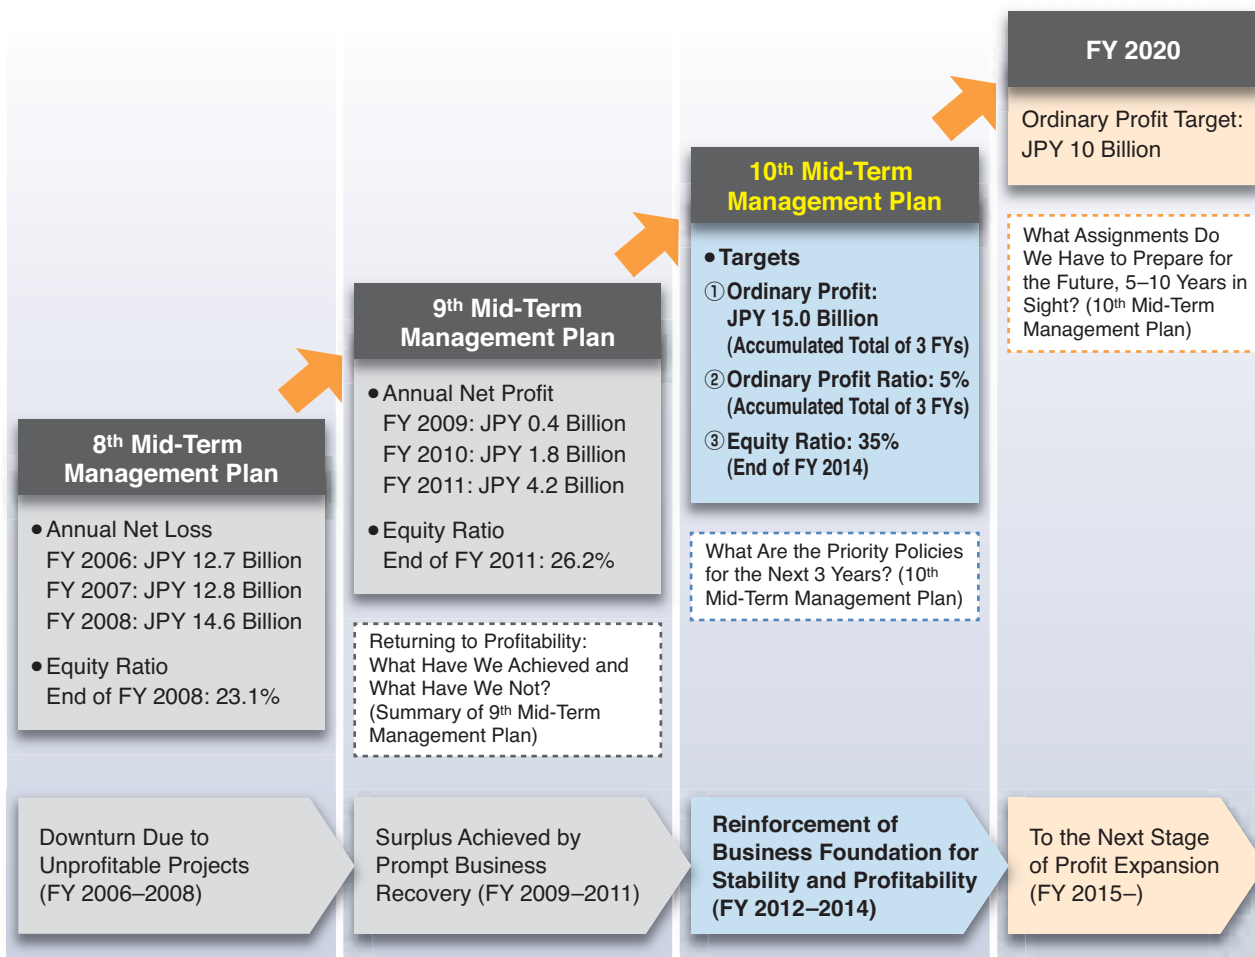 8th Mid-Term
Management Plan
● Annual Net Loss
FY 2006: JPY 12.7 Billion
FY 2007: JPY 12.8 Billion
FY 2008: JPY 14.6 Billion
● Equity Ratio
End of FY 2008: 23.1%
9th Mid-Term
Management Plan
● Annual Net Profit
FY 2009: JPY 0.4 Billion
FY 2010: JPY 1.8 Billion
FY 2011: JPY 4.2 Billion
● Equity Ratio
End of FY 2011: 26.2%
Returning to Profitability:
What Have We Achieved and
What Have We Not?
(Summary of 9th Mid-Term
Management Plan)
10th Mid-Term
Management Plan
● Targets
① Ordinary Profit:
JPY 15.0 Billion
(Accumulated Total of 3 FYs)
② Ordinary Profit Ratio: 5%
(Accumulated Total of 3 FYs)
③ Equity Ratio: 35%
(End of FY 2014)
What Are the Priority Policies
for the Next 3 Years? (10th
Mid-Term Management Plan)
FY 2020
Ordinary Profit Target:
JPY 10 Billion
What Assignments Do
We Have to Prepare for
the Future, 5–10 Years in
Sight? (10th Mid-Term
Management Plan)
Downturn Due to
Unprofitable Projects
(FY 2006–2008)
Surplus Achieved by
Prompt Business
Recovery (FY 2009–2011)
Reinforcement of
Business Foundation for
Stability and Profitability
(FY 2012–2014)
To the Next Stage
of Profit Expansion
(FY 2015–)